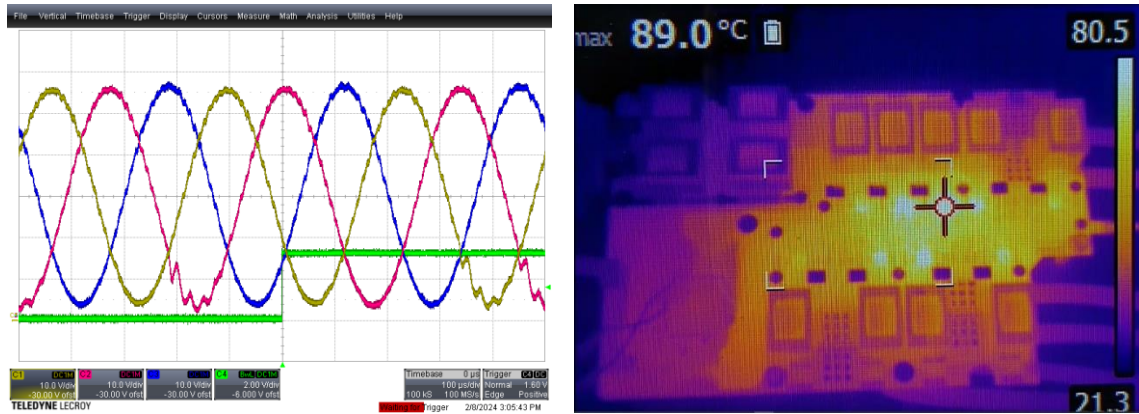 File Vertical Timebase Trigger Display Cursors Measure Math Analysis Utilities Help
C1 DC1M
10.0 V/div
-30.00 V ofst
C2 DC1M
10.0 V/div
-30.00 V ofst
10.0 V/div
-30.00 V ofst
C4 BwL DC1M
2.00 V/div
-6.000 V ofst
Timebase 0 µs
100 µs/div
100 kS 100 MS/s
Trigger C4 DC
Normal 1.60 V
Edge Positive
TELEDYNE LECROY
Trigger
2/8/2024 3:05:43 PM
max 89.0 °C
80.5
21.3